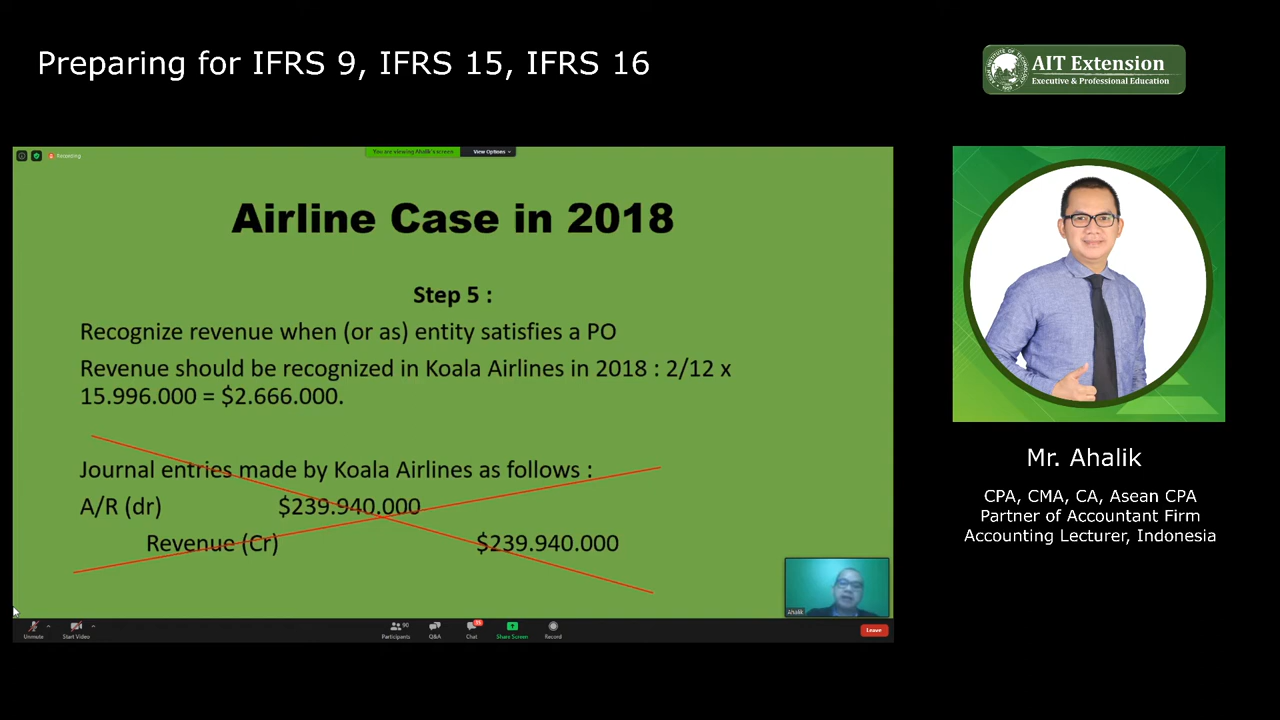 Preparing for IFRS 9, IFRS 15, IFRS 16
AIT Extension
Executive & Professional Education
Recording
You are viewing Ahalik's screen
View Options
Airline Case in 2018
Step 5 :
Recognize revenue when (or as) entity satisfies a PO
Revenue should be recognized in Koala Airlines in 2018 : 2/12 x
15.996.000 = $2.666.000.
Journal entries made by Koala Airlines as follows :
A/R (dr) $239.940.000
Revenue (Cr) $239.940.000
Ahalik
Unmute
Start Video
Participants
90
Q&A
Chat
Share Screen
Record
Leave
Mr. Ahalik
CPA, CMA, CA, Asean CPA
Partner of Accountant Firm
Accounting Lecturer, Indonesia